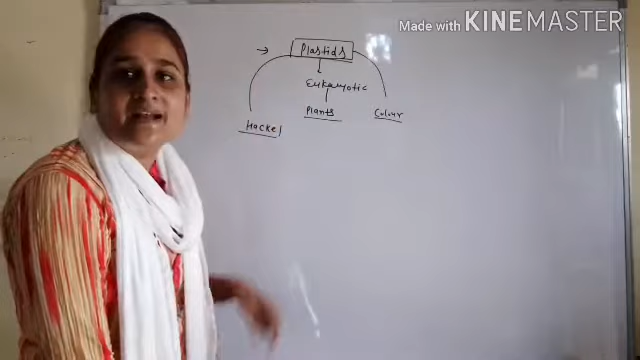 Made with KINEMASTER
→ Plastids
Eukaryotic
Plants
Colour
Hackel